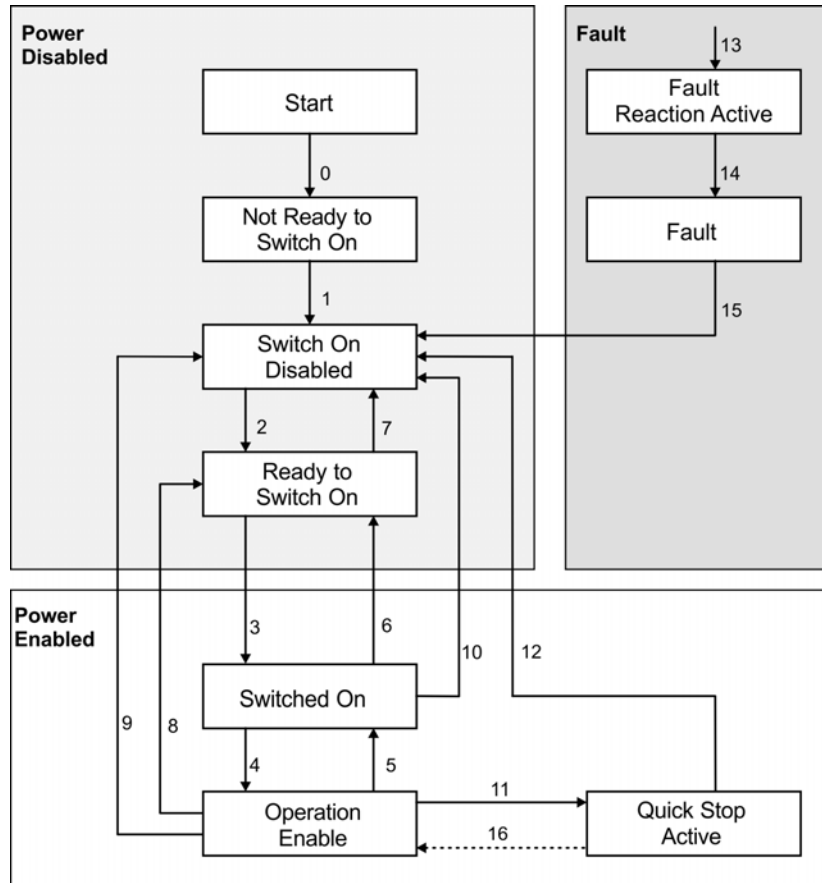 Power
Disabled
Fault
13
Start
Fault
Reaction Active
0
14
Not Ready to
Switch On
Fault
1
15
Switch On
Disabled
2
7
Ready to
Switch On
Power
Enabled
3
6
10
12
Switched On
9
8
4
5
11
Operation
Enable
16
Quick Stop
Active